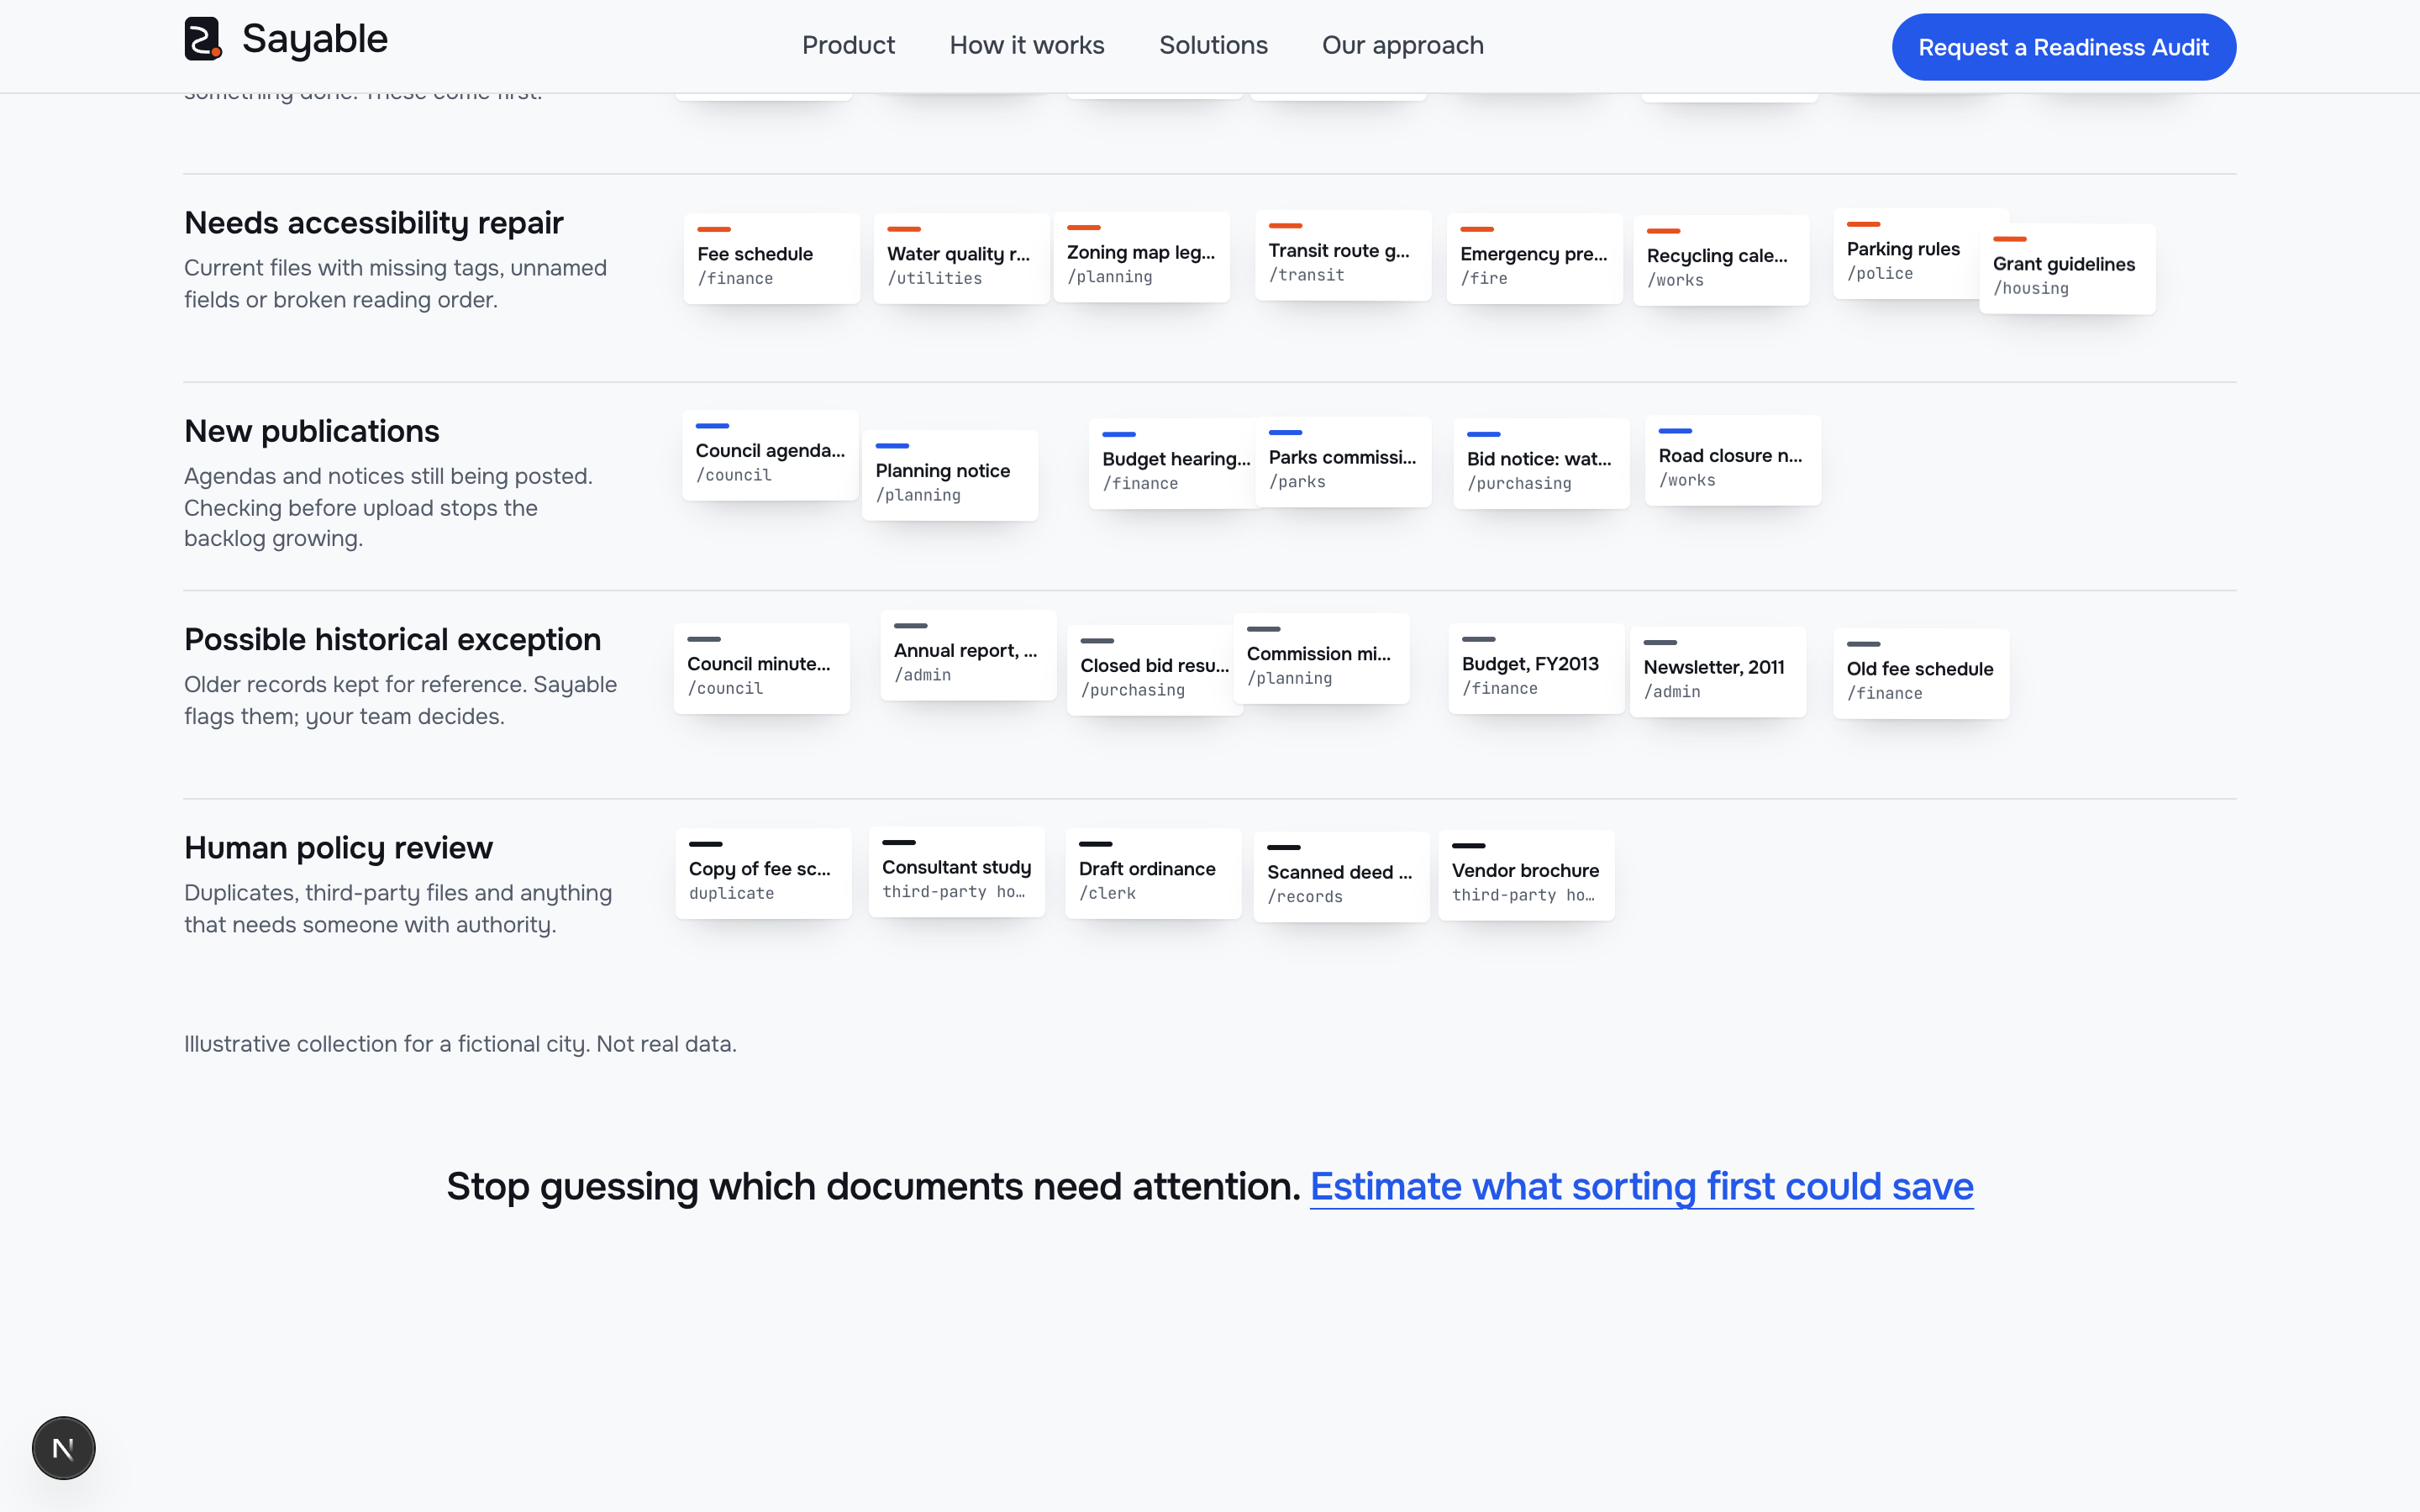 Sayable
Product
How it works
Solutions
Our approach
Request a Readiness Audit
something done. These come first.
Needs accessibility repair
Current files with missing tags, unnamed
fields or broken reading order.
Fee schedule
/finance
Water quality r...
/utilities
Zoning map leg...
/planning
Transit route g...
/transit
Emergency pre...
/fire
Recycling cale...
/works
Parking rules
/police
Grant guidelines
/housing
New publications
Agendas and notices still being posted.
Checking before upload stops the
backlog growing.
Council agenda...
/council
Planning notice
/planning
Budget hearing...
/finance
Parks commissi...
/parks
Bid notice: wat...
/purchasing
Road closure n...
/works
Possible historical exception
Older records kept for reference. Sayable
flags them; your team decides.
Council minute...
/council
Annual report, ...
/admin
Closed bid resu...
/purchasing
Commission mi...
/planning
Budget, FY2013
/finance
Newsletter, 2011
/admin
Old fee schedule
/finance
Human policy review
Duplicates, third-party files and anything
that needs someone with authority.
Copy of fee sc...
duplicate
Consultant study
third-party ho...
Draft ordinance
/clerk
Scanned deed ...
/records
Vendor brochure
third-party ho...
Illustrative collection for a fictional city. Not real data.
Stop guessing which documents need attention. Estimate what sorting first could save
N